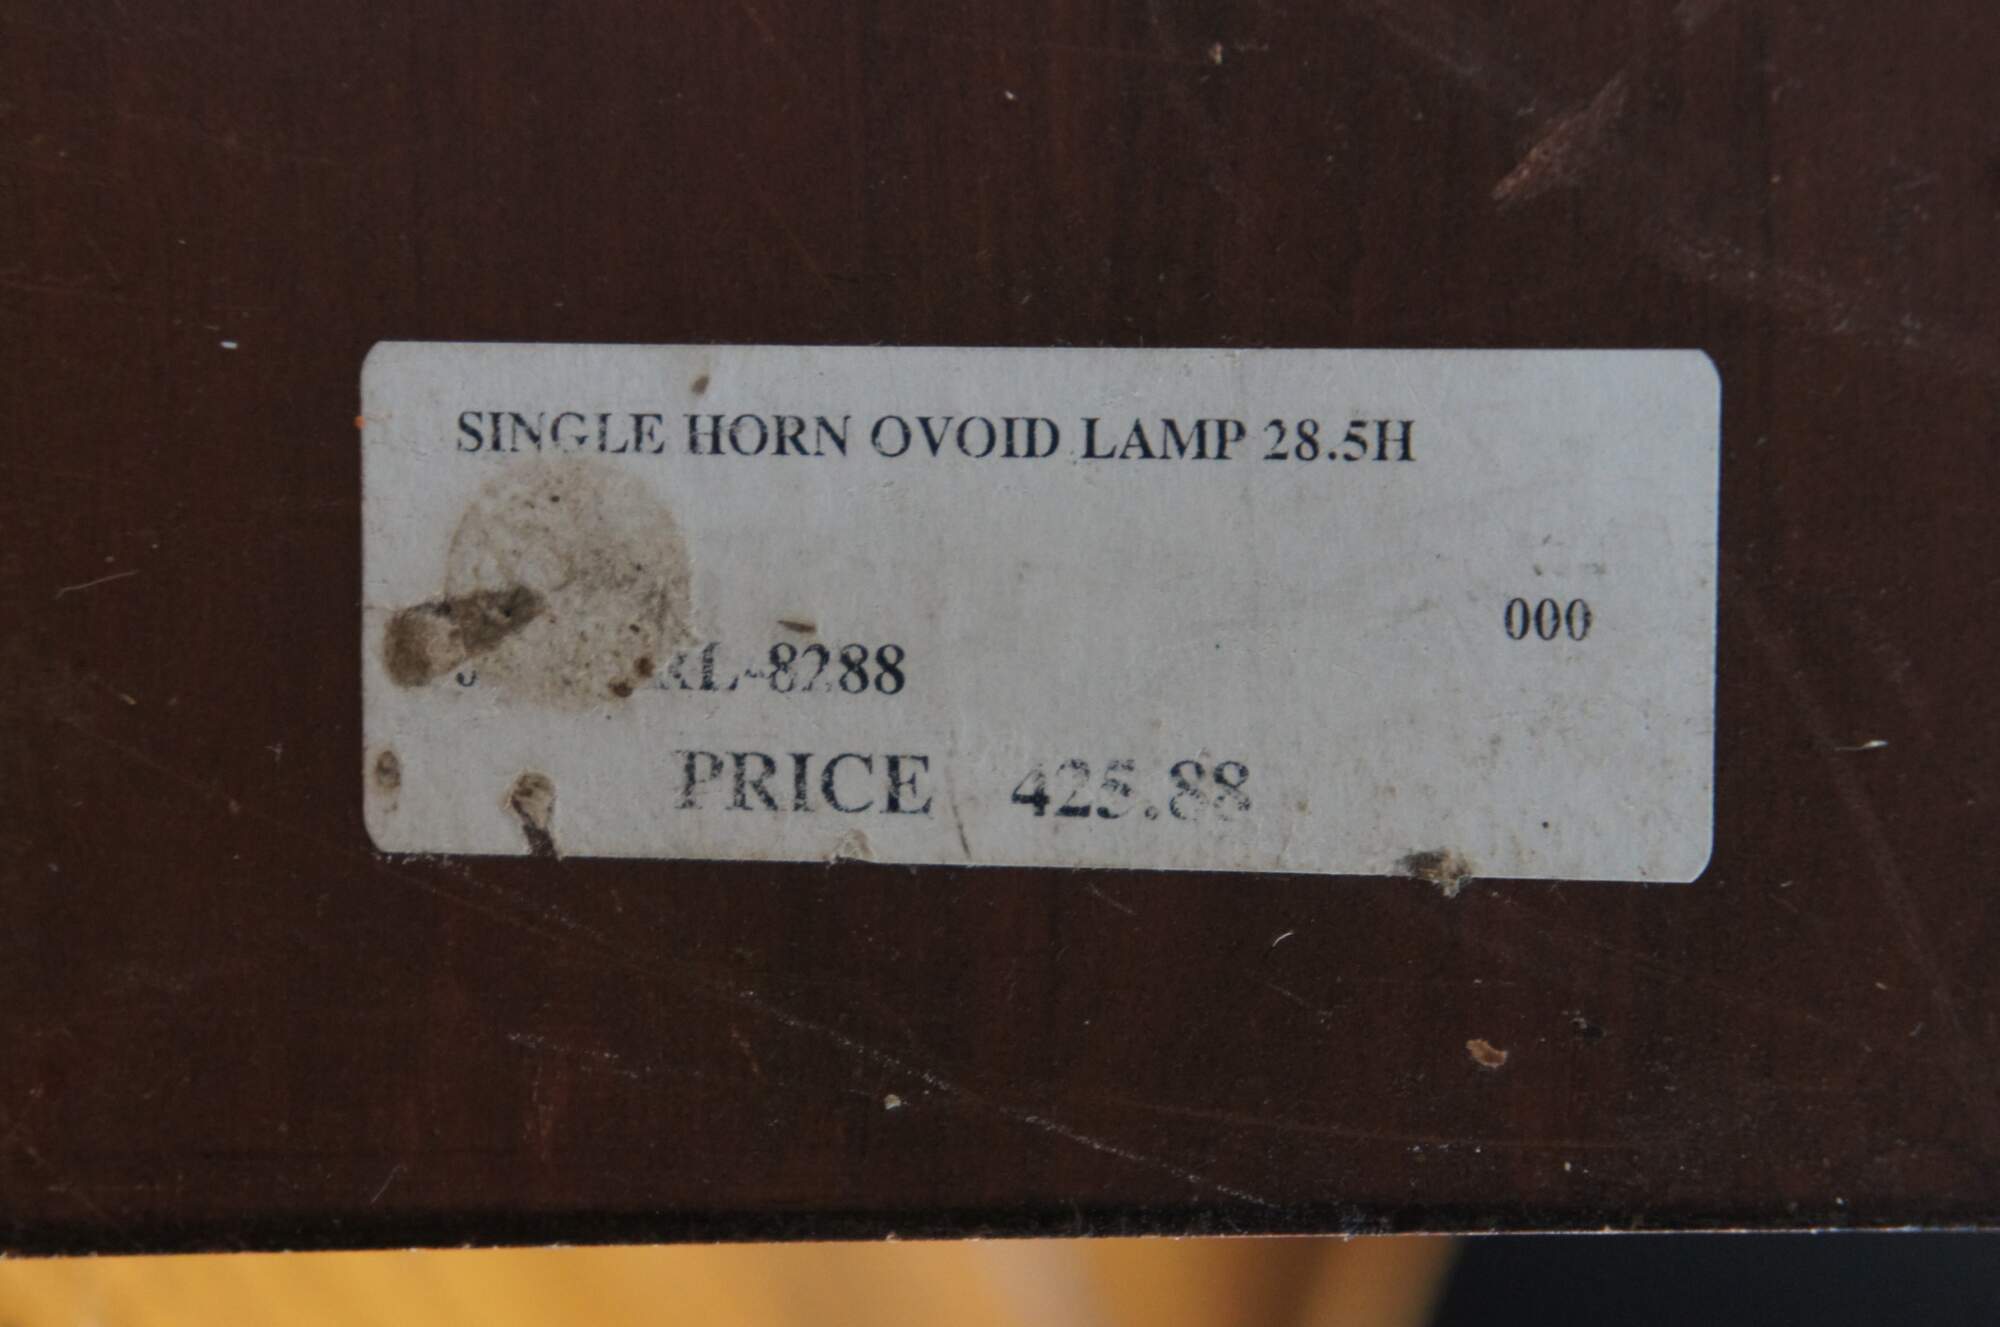 SINGLE HORN OVOID LAMP 28.5H
000
RL-8288
PRICE 425.88